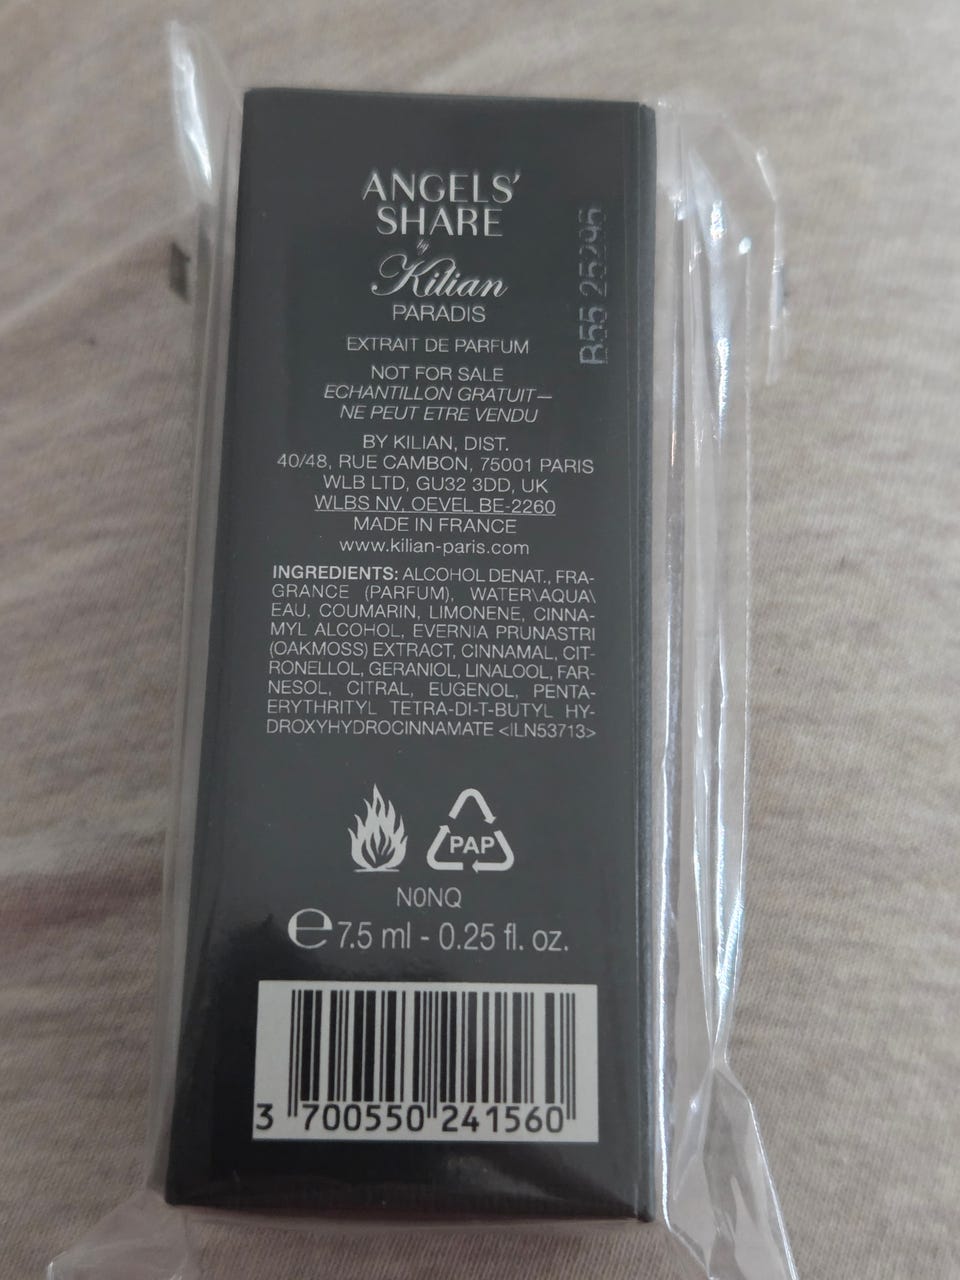 ANGELS'
SHARE
by
Kilian
PARADIS
EXTRAIT DE PARFUM
NOT FOR SALE
ECHANTILLON GRATUIT—
NE PEUT ETRE VENDU
BY KILIAN, DIST.
40/48, RUE CAMBON, 75001 PARIS
WLB LTD, GU32 3DD, UK
WLBS NV, OEVEL BE-2260
MADE IN FRANCE
www.kilian-paris.com
INGREDIENTS: ALCOHOL DENAT., FRA-
GRANCE (PARFUM), WATER\AQUA\
EAU, COUMARIN, LIMONENE, CINNA-
MYL ALCOHOL, EVERNIA PRUNASTRI
(OAKMOSS) EXTRACT, CINNAMAL, CIT-
RONELLOL, GERANIOL, LINALOOL, FAR-
NESOL, CITRAL, EUGENOL, PENTA-
ERYTHRITYL TETRA-DI-T-BUTYL HY-
DROXYHYDROCINNAMATE <ILN53713>
PAP
N0NQ
e 7.5 ml - 0.25 fl. oz.
3 700550 241560
B55 25295